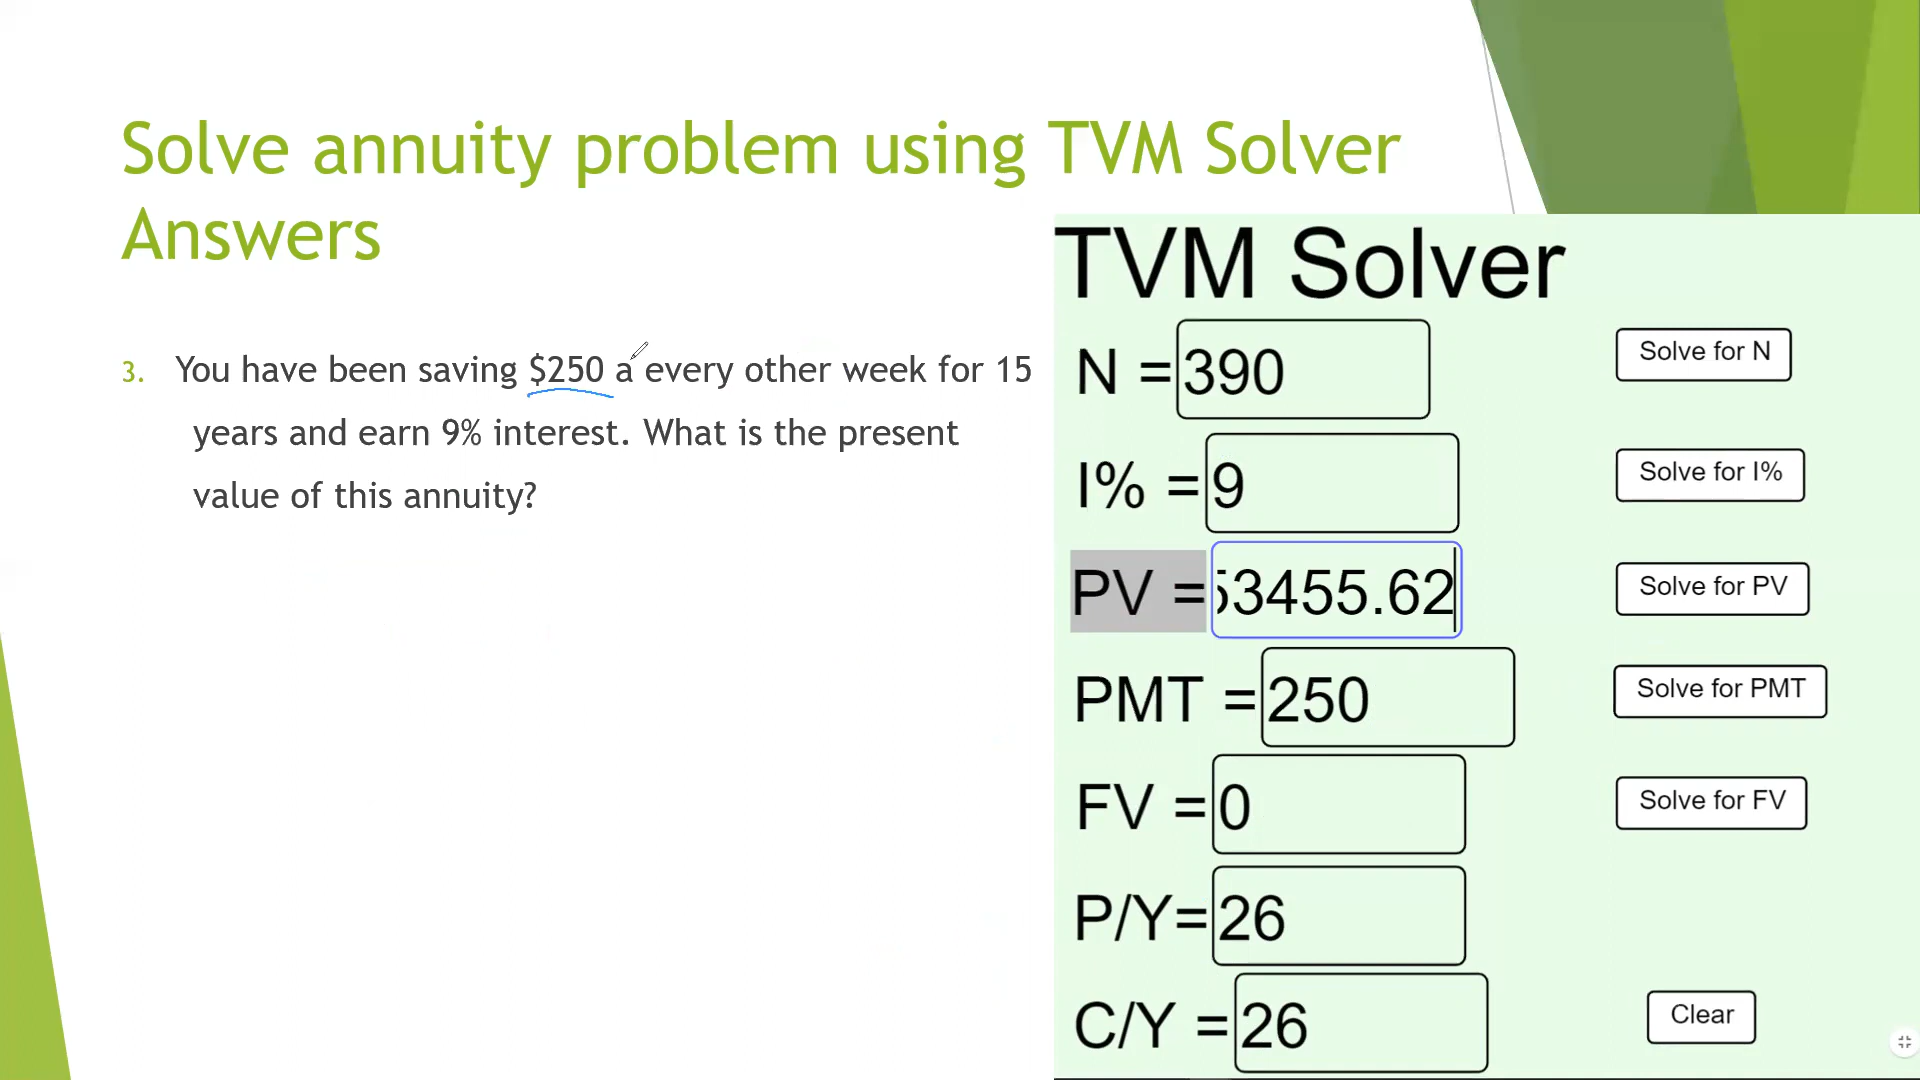 Solve annuity problem using TVM Solver
Answers
3. You have been saving $250 a every other week for 15
years and earn 9% interest. What is the present
value of this annuity?
TVM Solver
N = 390
Solve for N
I% = 9
Solve for I%
PV = 53455.62
Solve for PV
PMT = 250
Solve for PMT
FV = 0
Solve for FV
P/Y= 26
C/Y = 26
Clear